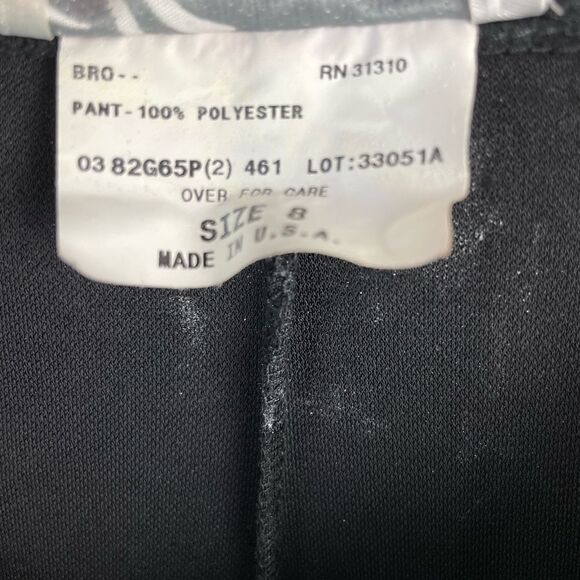 BRO-- RN 31310
PANT-100% POLYESTER
03 82G65P(2) 461 LOT:33051A
OVER FOR CARE
SIZE 8
MADE IN U.S.A.